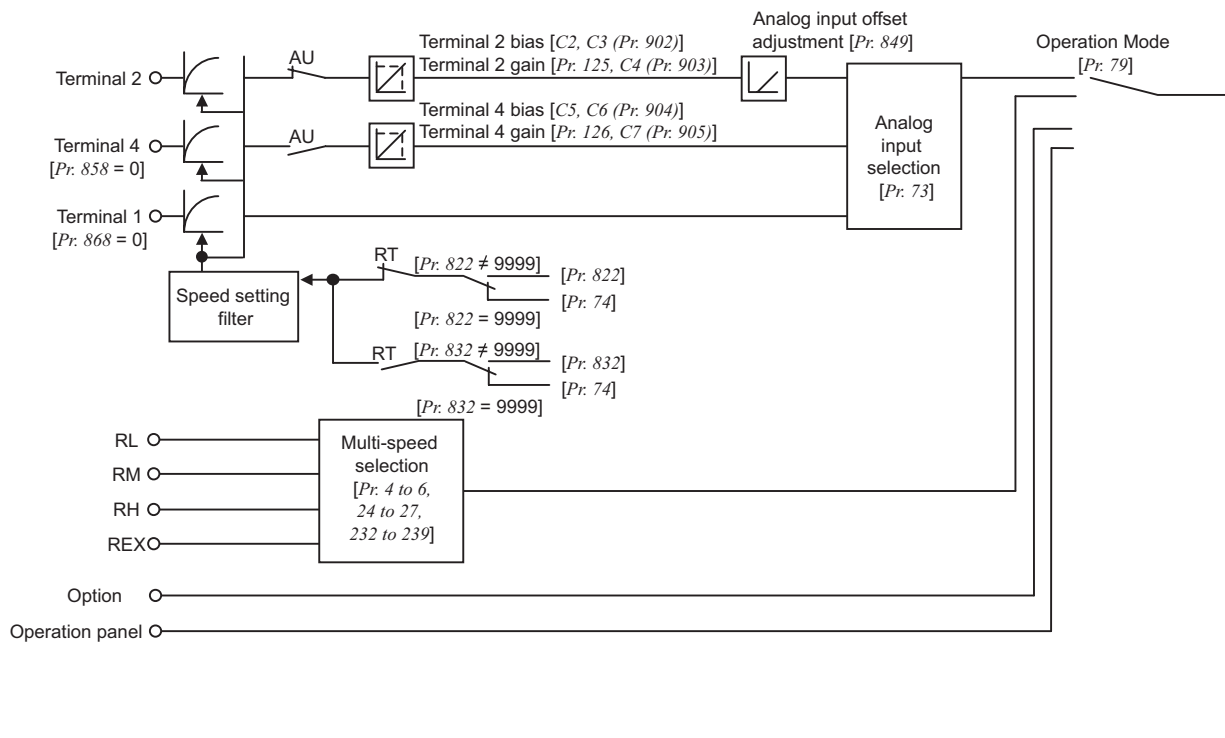 Analog input offset
adjustment [Pr. 849]
Operation Mode
[Pr. 79]
Terminal 2
AU
Terminal 2 bias [C2, C3 (Pr. 902)]
Terminal 2 gain [Pr. 125, C4 (Pr. 903)]
Terminal 4
[Pr. 858 = 0]
AU
Terminal 4 bias [C5, C6 (Pr. 904)]
Terminal 4 gain [Pr. 126, C7 (Pr. 905)]
Analog
input
selection
[Pr. 73]
Terminal 1
[Pr. 868 = 0]
Speed setting
filter
RT
[Pr. 822 ≠ 9999]
[Pr. 822]
[Pr. 74]
[Pr. 822 = 9999]
RT
[Pr. 832 ≠ 9999]
[Pr. 832]
[Pr. 74]
[Pr. 832 = 9999]
RL
RM
RH
REX
Multi-speed
selection
[Pr. 4 to 6,
24 to 27,
232 to 239]
Option
Operation panel